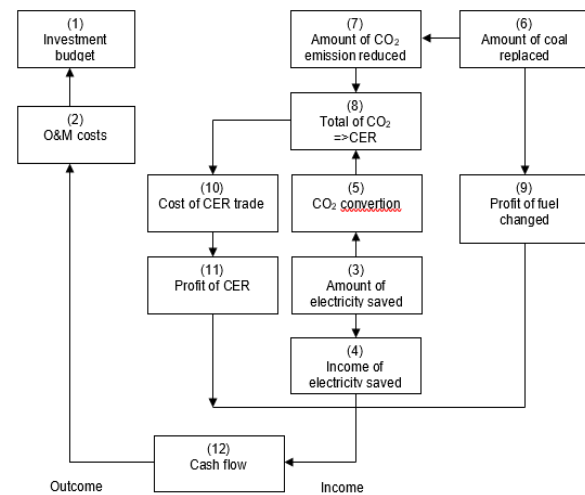 (1)
Investment
budget
(7)
Amount of CO₂
emission reduced
(6)
Amount of coal
replaced
(2)
O&M costs
(8)
Total of CO₂
=>CER
(10)
Cost of CER trade
(5)
CO₂ convertion
(9)
Profit of fuel
changed
(11)
Profit of CER
(3)
Amount of
electricity saved
(4)
Income of
electricity saved
(12)
Cash flow
Outcome
Income